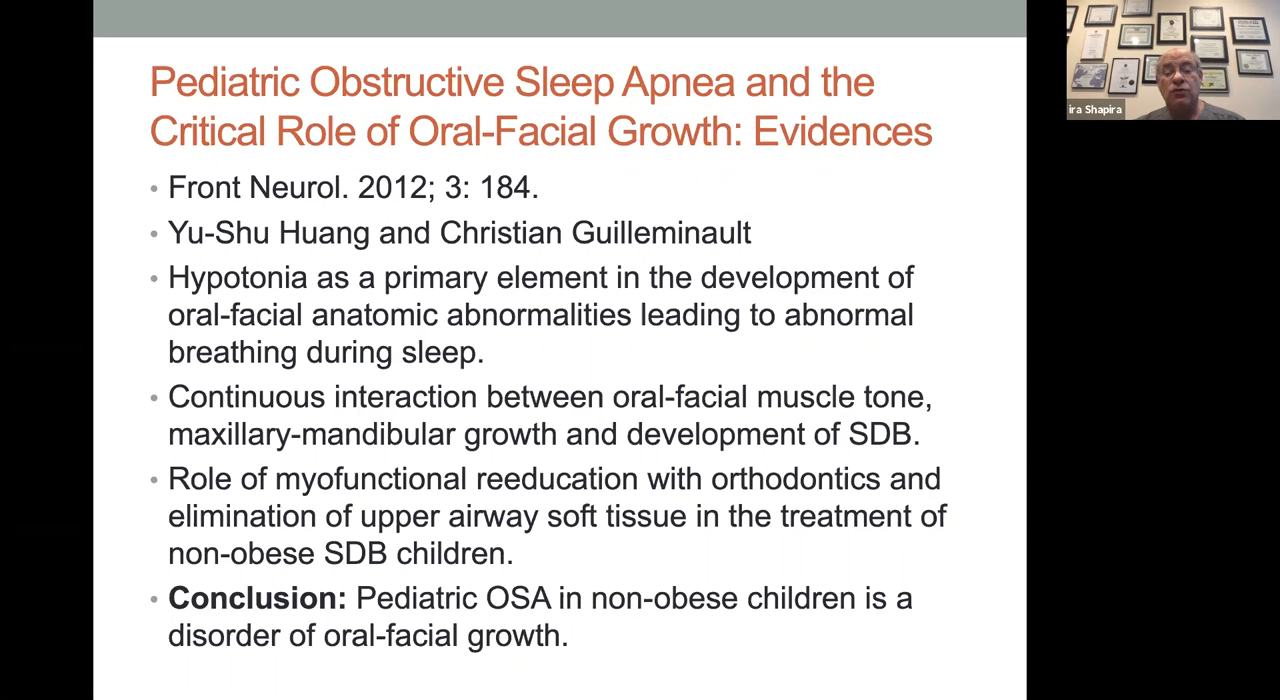 Pediatric Obstructive Sleep Apnea and the
Critical Role of Oral-Facial Growth: Evidences
• Front Neurol. 2012; 3: 184.
• Yu-Shu Huang and Christian Guilleminault
• Hypotonia as a primary element in the development of
oral-facial anatomic abnormalities leading to abnormal
breathing during sleep.
• Continuous interaction between oral-facial muscle tone,
maxillary-mandibular growth and development of SDB.
• Role of myofunctional reeducation with orthodontics and
elimination of upper airway soft tissue in the treatment of
non-obese SDB children.
• Conclusion: Pediatric OSA in non-obese children is a
disorder of oral-facial growth.
ira Shapira